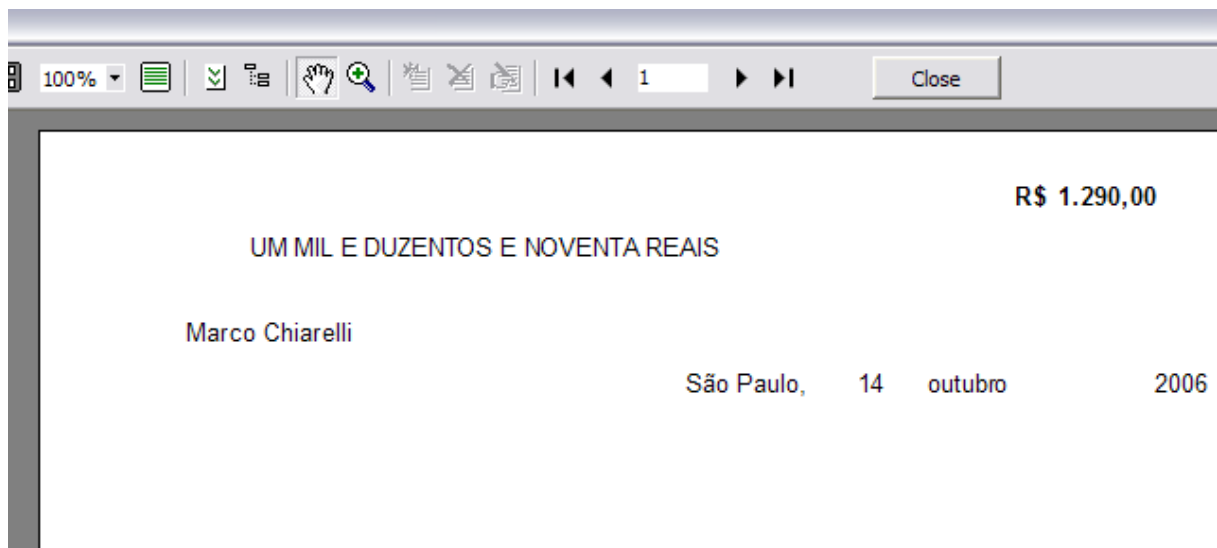 100% 1 Close
R$ 1.290,00
UM MIL E DUZENTOS E NOVENTA REAIS
Marco Chiarelli
São Paulo, 14 outubro 2006